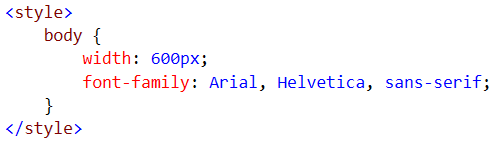 <style>
    body {
        width: 600px;
        font-family: Arial, Helvetica, sans-serif;
    }
</style>